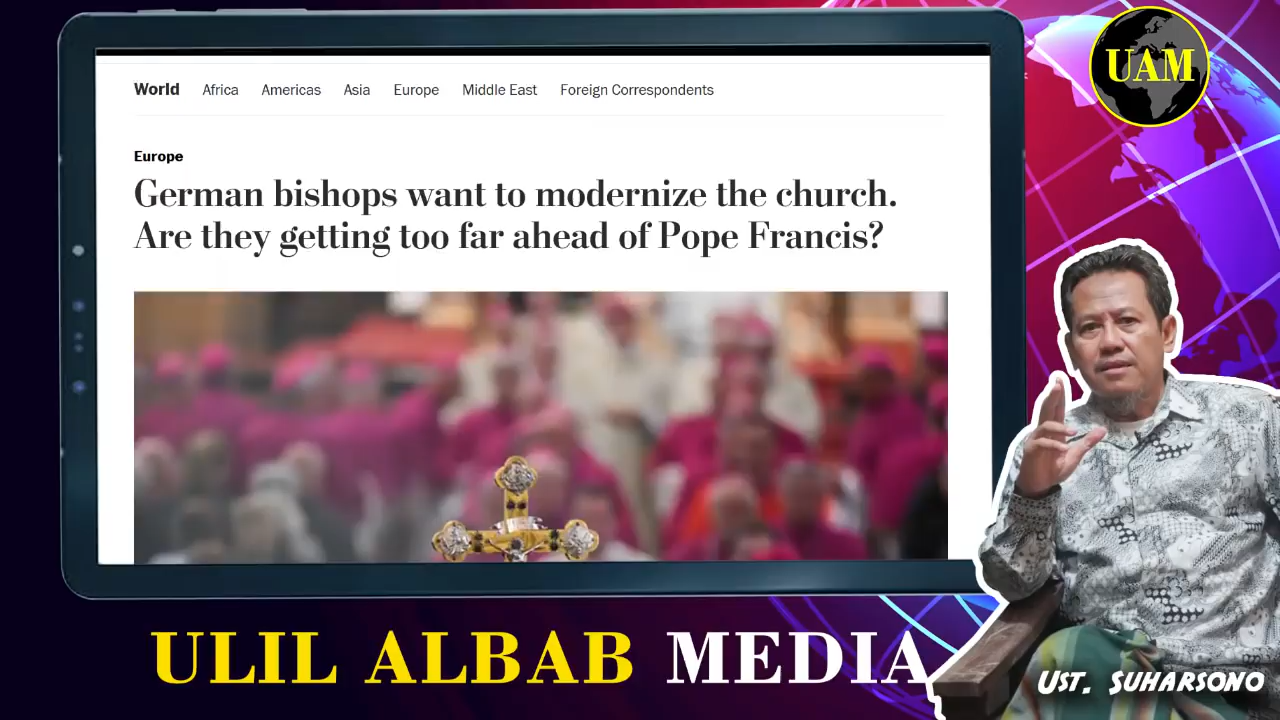 UAM
World Africa Americas Asia Europe Middle East Foreign Correspondents
Europe
German bishops want to modernize the church.
Are they getting too far ahead of Pope Francis?
ULIL ALBAB MEDIA
UST. SUHARSONO